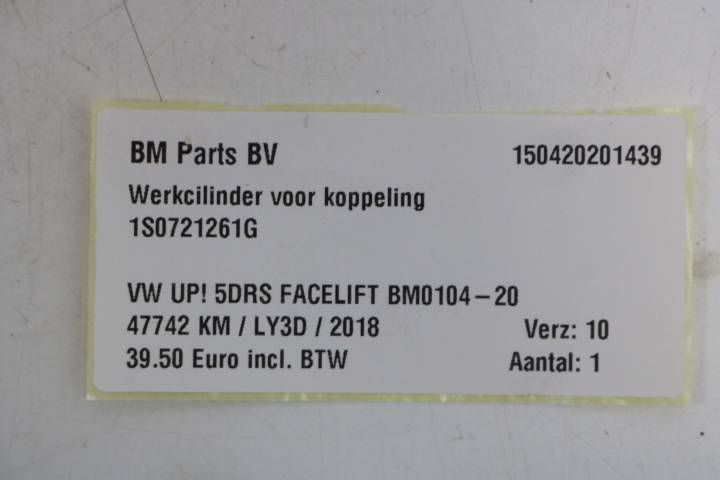 BM Parts BV 150420201439
Werkcilinder voor koppeling
1S0721261G
VW UP! 5DRS FACELIFT BM0104-20
47742 KM / LY3D / 2018 Verz: 10
39.50 Euro incl. BTW Aantal: 1